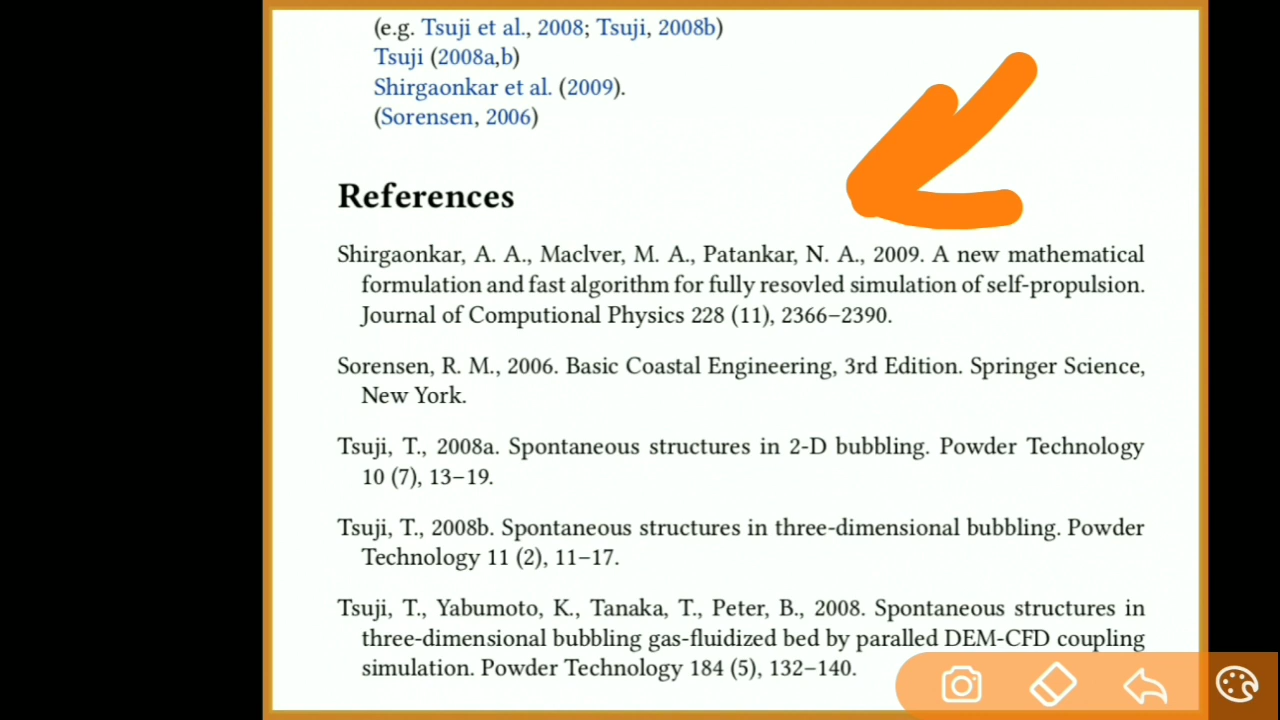 (e.g. Tsuji et al., 2008; Tsuji, 2008b)
Tsuji (2008a,b)
Shirgaonkar et al. (2009).
(Sorensen, 2006)
References
Shirgaonkar, A. A., Maclver, M. A., Patankar, N. A., 2009. A new mathematical
formulation and fast algorithm for fully resovled simulation of self-propulsion.
Journal of Computional Physics 228 (11), 2366–2390.
Sorensen, R. M., 2006. Basic Coastal Engineering, 3rd Edition. Springer Science,
New York.
Tsuji, T., 2008a. Spontaneous structures in 2-D bubbling. Powder Technology
10 (7), 13–19.
Tsuji, T., 2008b. Spontaneous structures in three-dimensional bubbling. Powder
Technology 11 (2), 11–17.
Tsuji, T., Yabumoto, K., Tanaka, T., Peter, B., 2008. Spontaneous structures in
three-dimensional bubbling gas-fluidized bed by paralled DEM-CFD coupling
simulation. Powder Technology 184 (5), 132–140.